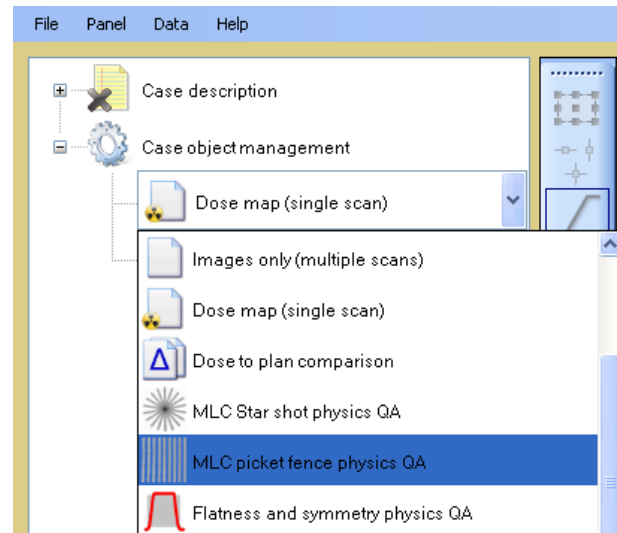 File Panel Data Help
Case description
Case object management
Dose map (single scan)
Images only (multiple scans)
Dose map (single scan)
Dose to plan comparison
MLC Star shot physics QA
MLC picket fence physics QA
Flatness and symmetry physics QA